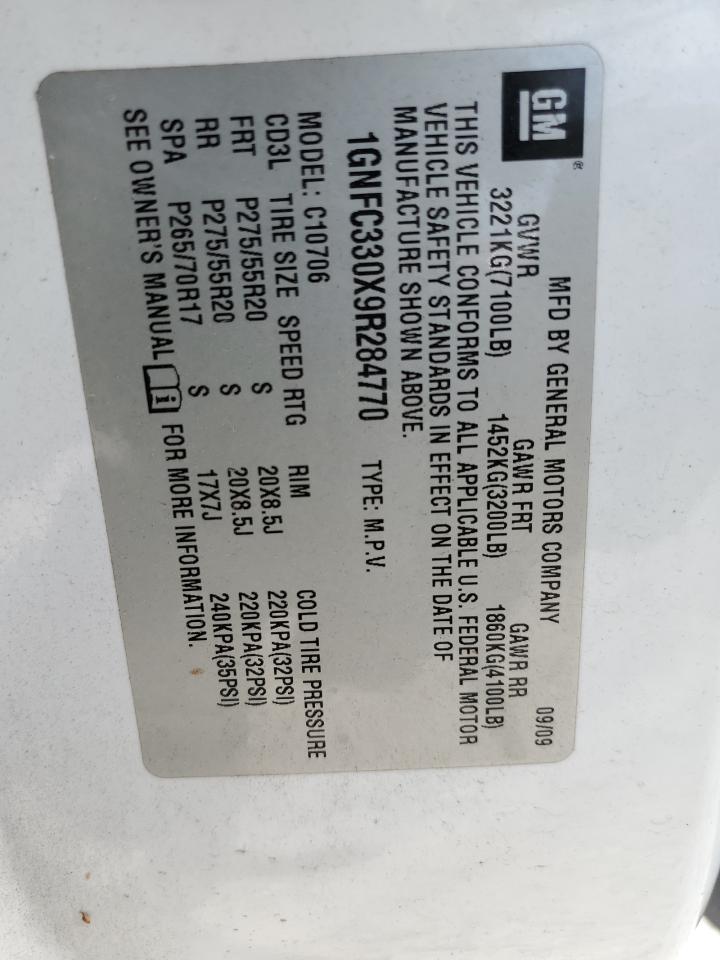 GM®
MFD BY GENERAL MOTORS COMPANY 09/09
GVWR GAWR FRT GAWR RR
3221KG(7100LB) 1452KG(3200LB) 1860KG(4100LB)
THIS VEHICLE CONFORMS TO ALL APPLICABLE U.S. FEDERAL MOTOR
VEHICLE SAFETY STANDARDS IN EFFECT ON THE DATE OF
MANUFACTURE SHOWN ABOVE.
1GNFC330X9R284770 TYPE: M.P.V.
MODEL: C10706
CD3L TIRE SIZE SPEED RTG RIM COLD TIRE PRESSURE
FRT P275/55R20 S 20X8.5J 220KPA(32PSI)
RR P275/55R20 S 20X8.5J 220KPA(32PSI)
SPA P265/70R17 S 17X7J 240KPA(35PSI)
SEE OWNER'S MANUAL i FOR MORE INFORMATION.